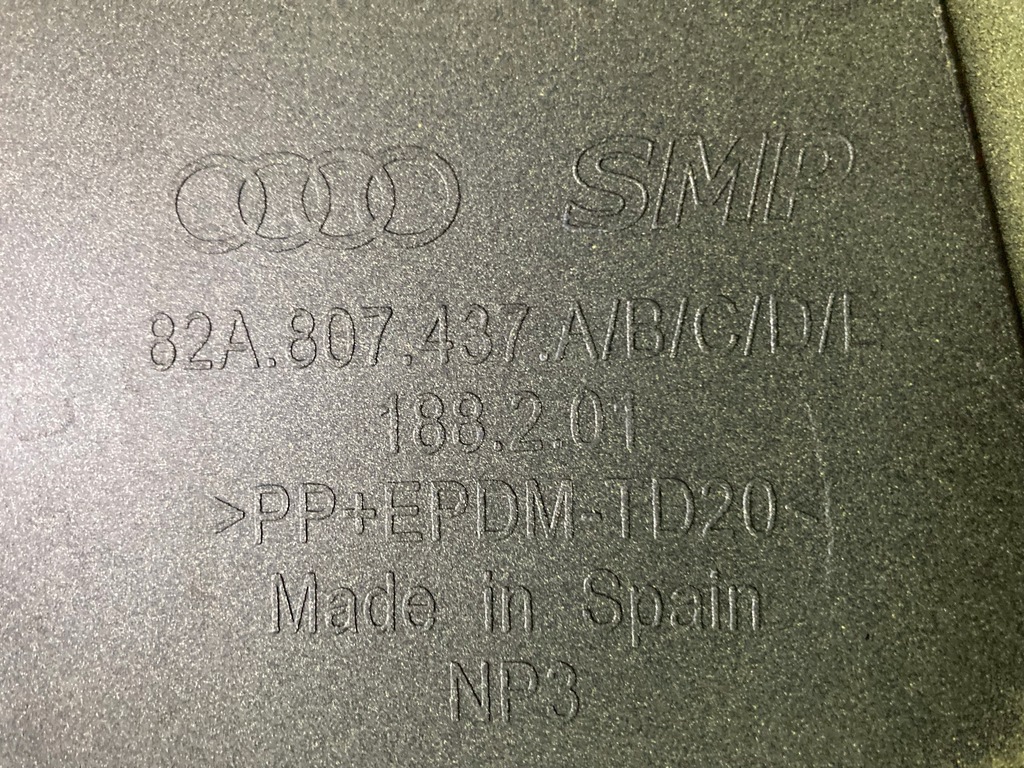 SMP
82A.807.437.A/B/C/D/E
188.2.01
>PP+EPDM-TD20<
Made in Spain
NP3